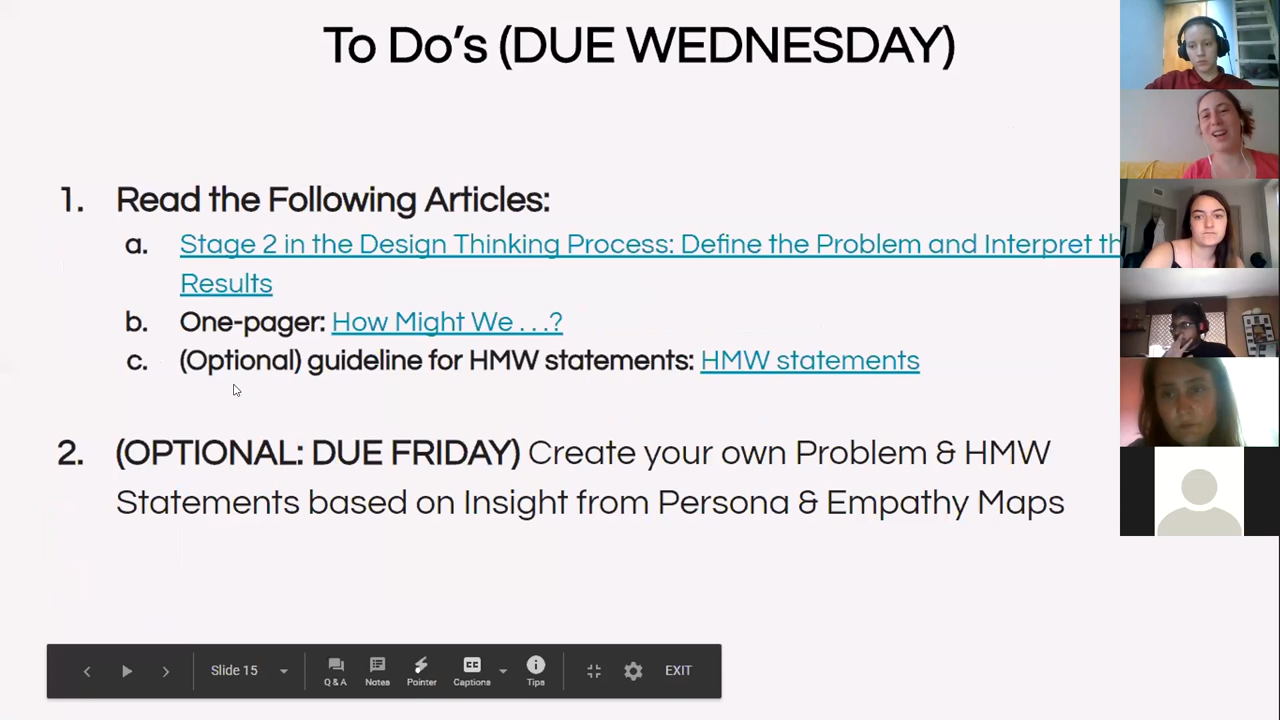 To Do's (DUE WEDNESDAY)
1. Read the Following Articles:
a. Stage 2 in the Design Thinking Process: Define the Problem and Interpret th
Results
b. One-pager: How Might We . . .?
c. (Optional) guideline for HMW statements: HMW statements
2. (OPTIONAL: DUE FRIDAY) Create your own Problem & HMW
Statements based on Insight from Persona & Empathy Maps
Slide 15
Q & A
Notes
Pointer
Captions
Tips
EXIT